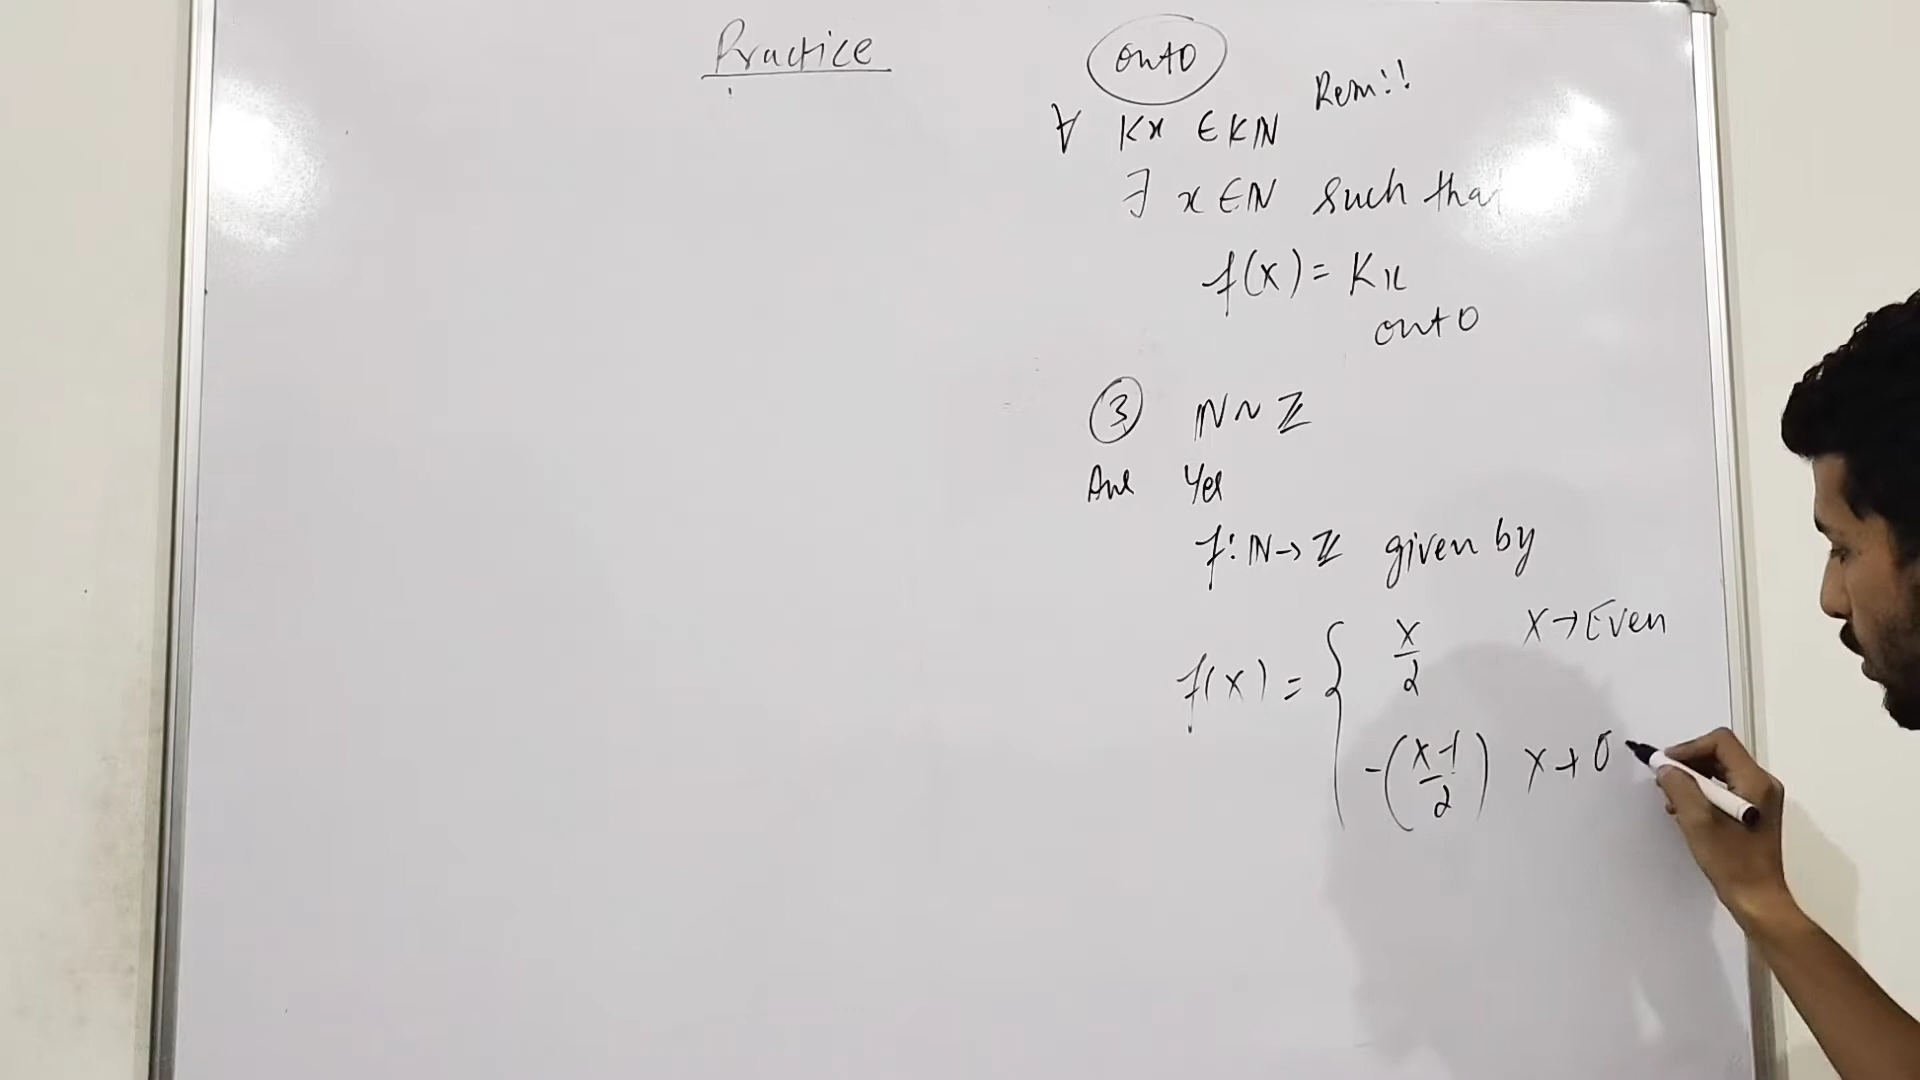 Practice
onto
Rem!!
∀ Kx ∈ KN
∃ x ∈ N such that
f(x) = Kx
onto
③ N ~ Z
Ans Yes
f: N → Z given by
f(x) = { x/2 x → Even
-(x-1/2) x → O